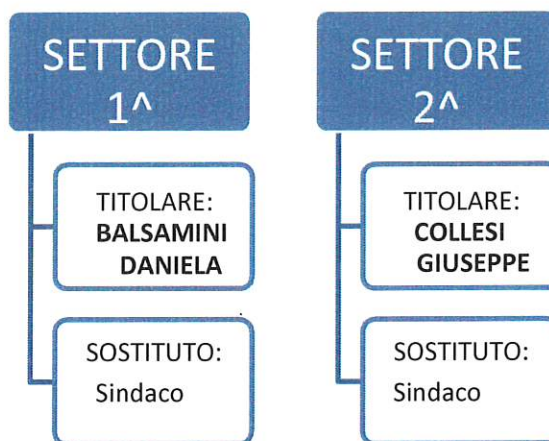 SETTORE
1^
TITOLARE:
BALSAMINI
DANIELA
SOSTITUTO:
Sindaco
SETTORE
2^
TITOLARE:
COLLESI
GIUSEPPE
SOSTITUTO:
Sindaco